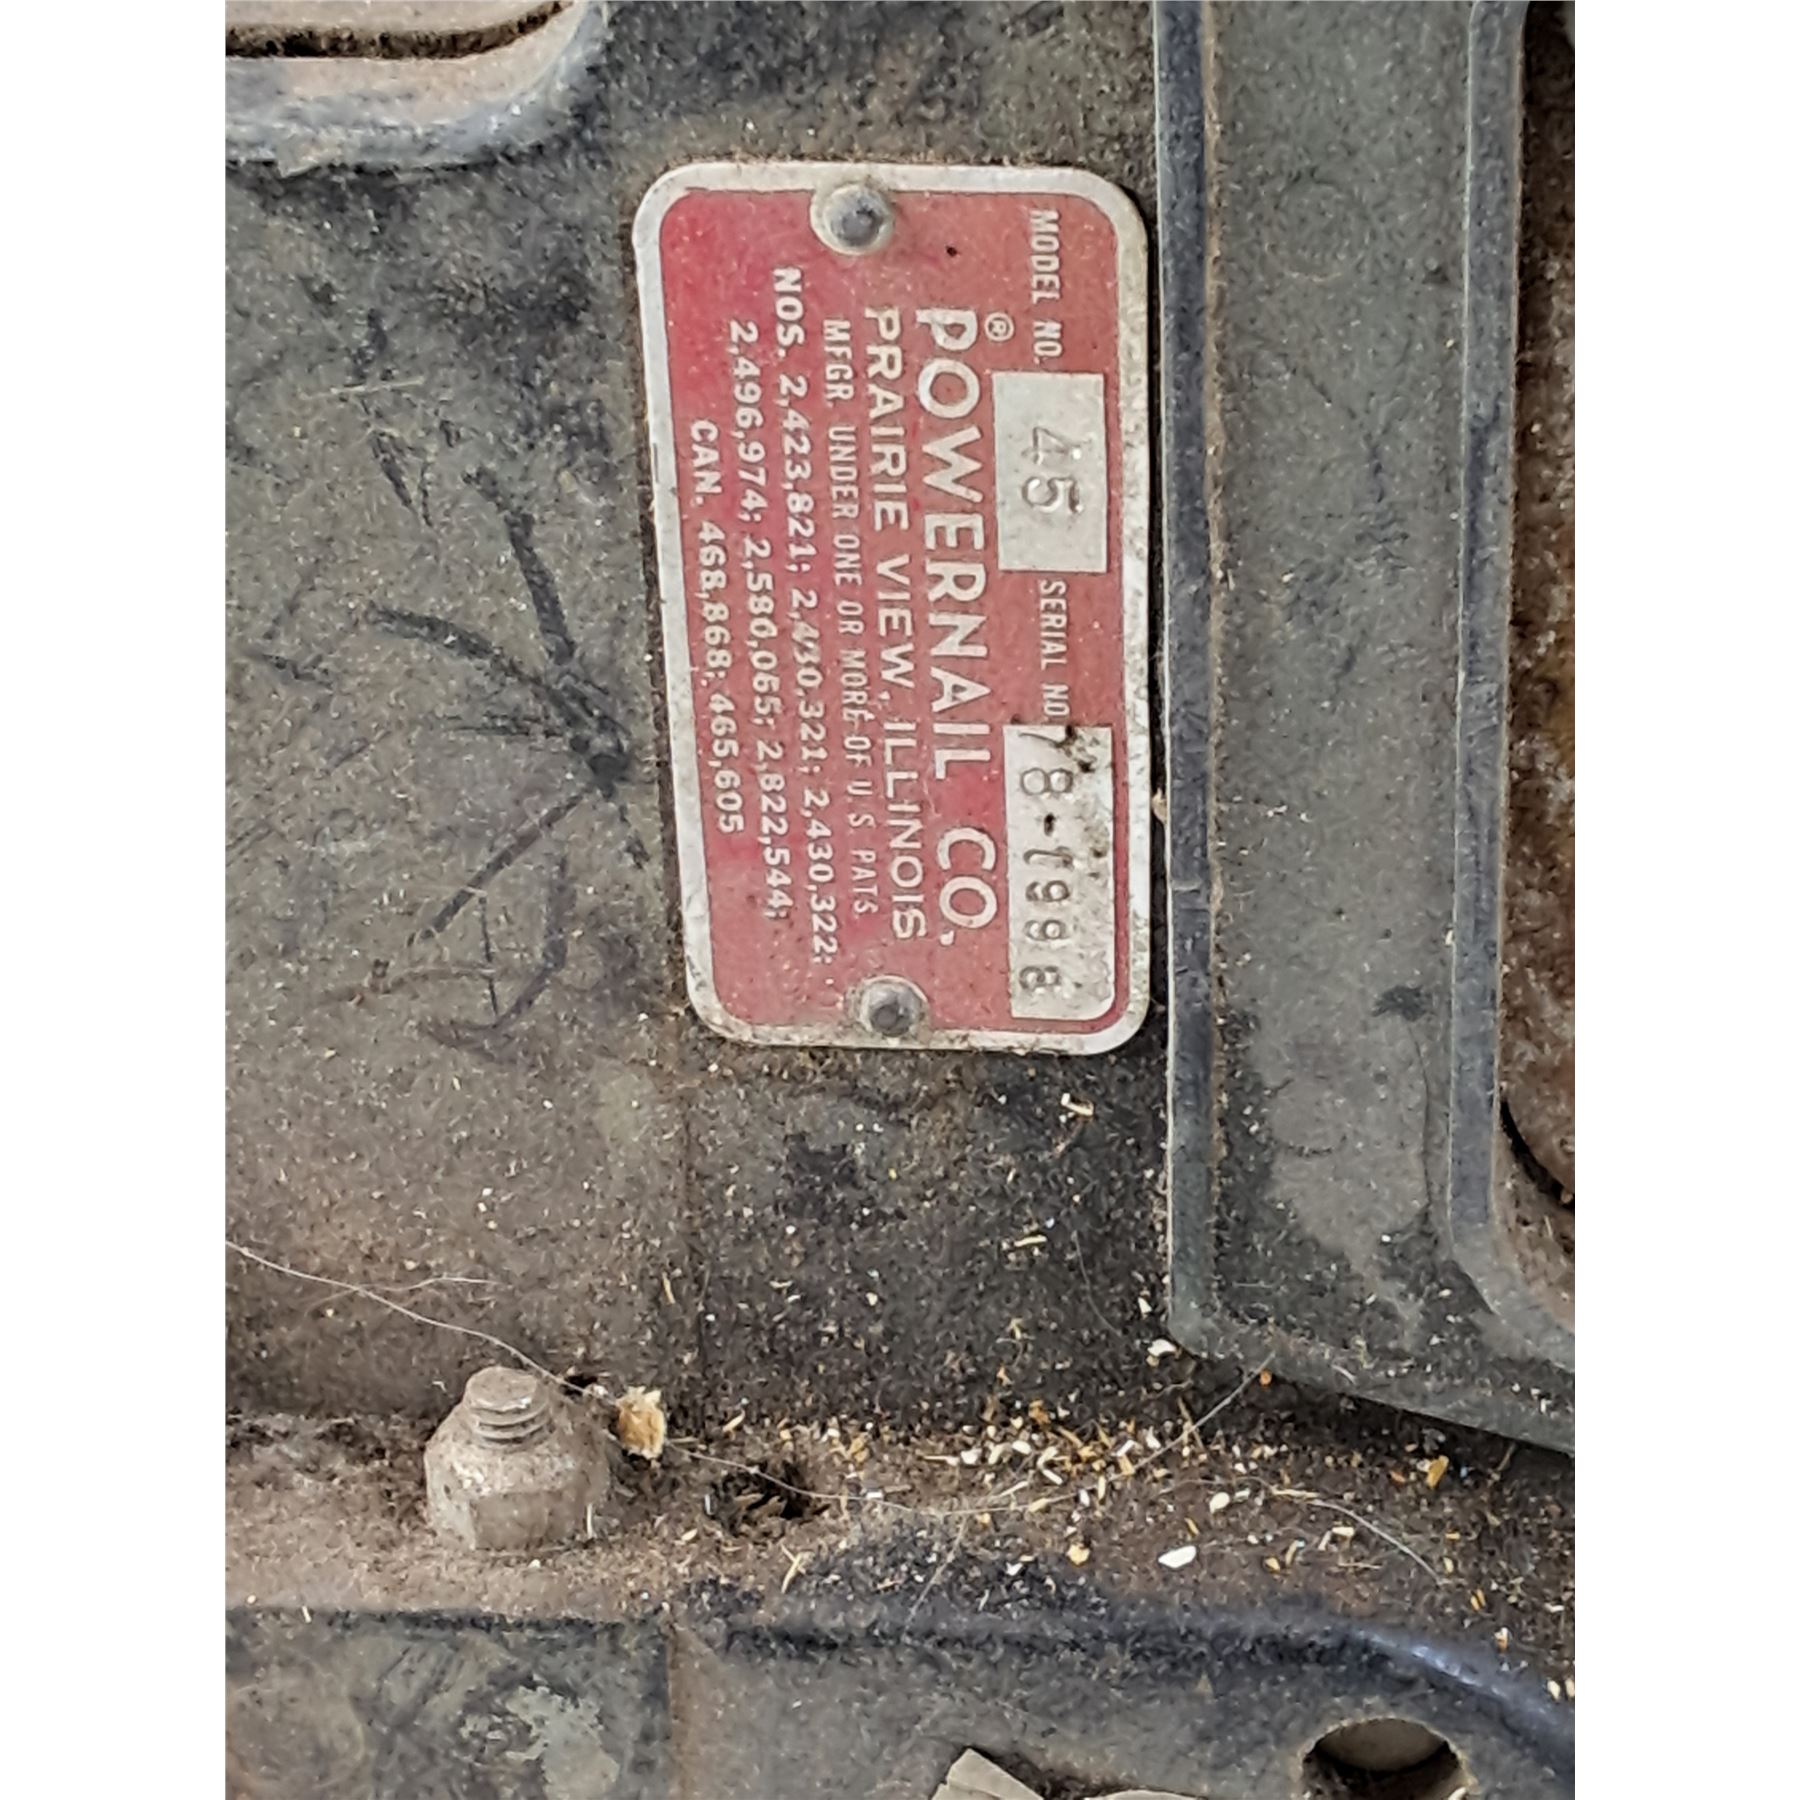 MODEL NO. 45 SERIAL NO. 78-1998
® POWERNAIL CO.
PRAIRIE VIEW, ILLINOIS
MFGR. UNDER ONE OR MORE OF U.S. PATS.
NOS. 2,423,821; 2,430,321; 2,430,322;
2,496,974; 2,580,065; 2,822,544;
CAN. 468,868; 465,605